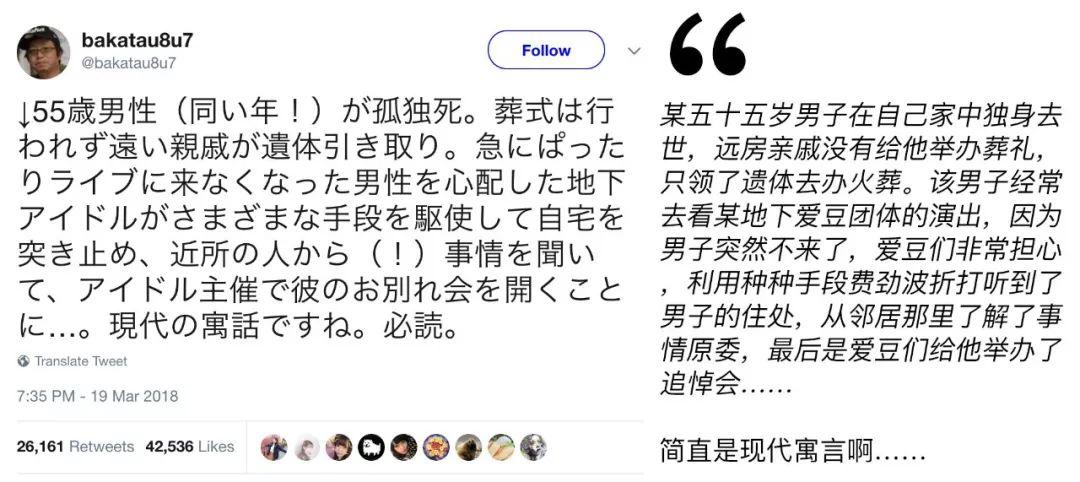 bakatau8u7
@bakatau8u7
Follow
↓55歳男性（同い年！）が孤独死。葬式は行
われず遠い親戚が遺体引き取り。急にぱった
りライブに来なくなった男性を心配した地下
アイドルがさまざまな手段を駆使して自宅を
突き止め、近所の人から（！）事情を聞い
て、アイドル主催で彼のお別れ会を開くこと
に…。現代の寓話ですね。必読。
Translate Tweet
7:35 PM - 19 Mar 2018
26,161 Retweets 42,536 Likes
“
某五十五岁男子在自己家中独身去
世，远房亲戚没有给他举办葬礼，
只领了遗体去办火葬。该男子经常
去看某地下爱豆团体的演出，因为
男子突然不来了，爱豆们非常担心
，利用种种手段费劲波折打听到了
男子的住处，从邻居那里了解了事
情原委，最后是爱豆们给他举办了
追悼会……
简直是现代寓言啊……